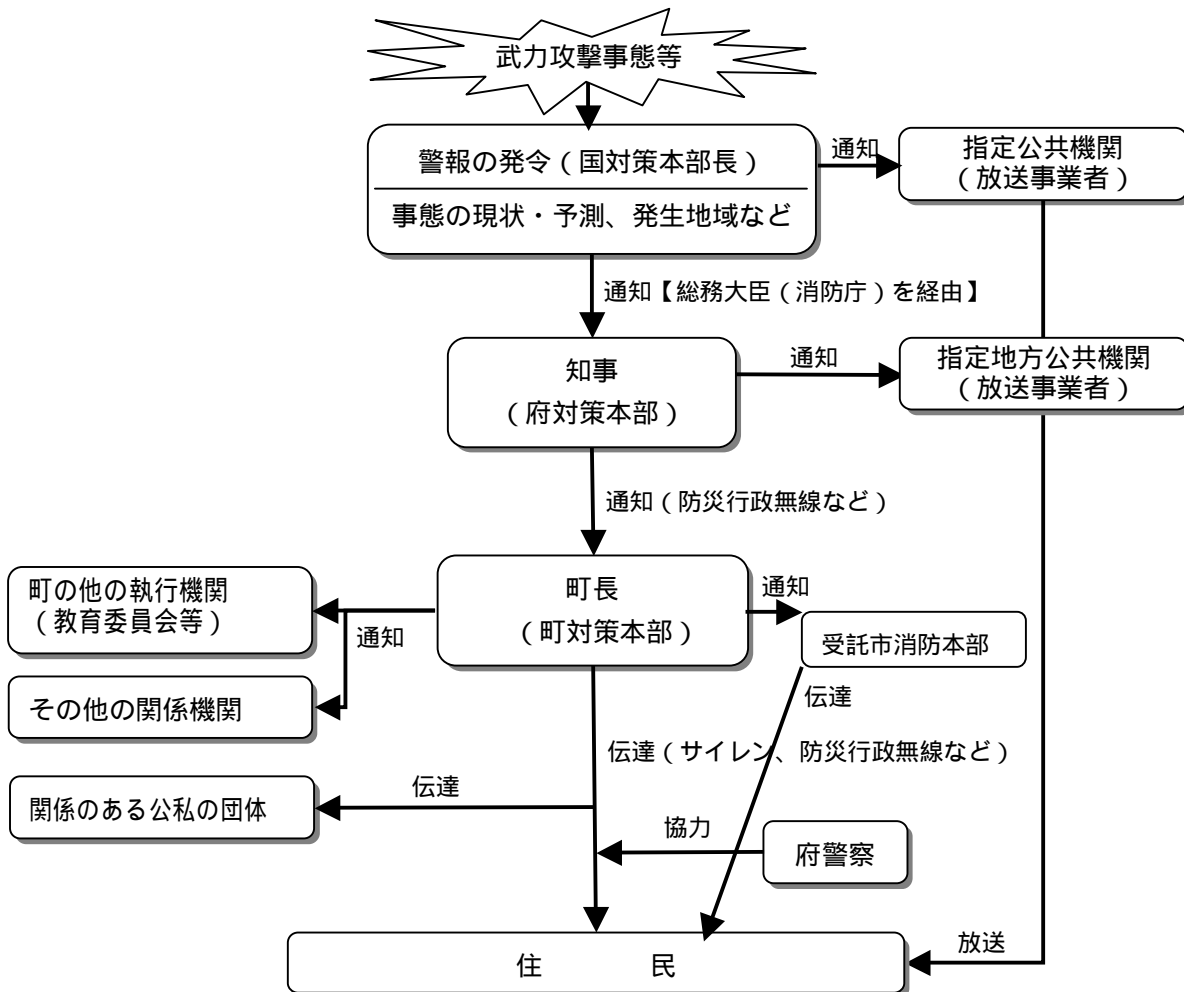 武力攻撃事態等
警報の発令（国対策本部長）
事態の現状・予測、発生地域など
通知
指定公共機関
（放送事業者）
通知【総務大臣（消防庁）を経由】
知事
（府対策本部）
通知
指定地方公共機関
（放送事業者）
通知（防災行政無線など）
町の他の執行機関
（教育委員会等）
通知
町長
（町対策本部）
通知
受託市消防本部
その他の関係機関
伝達
伝達（サイレン、防災行政無線など）
関係のある公私の団体
伝達
協力
府警察
住　　　民
放送